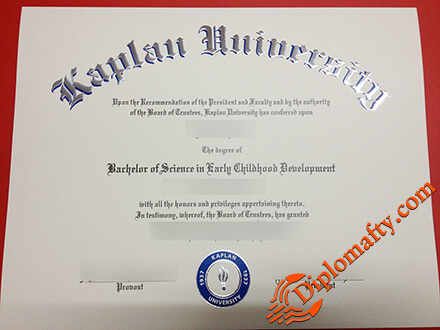 Kaplan University
Upon the Recommendation of the President and Faculty and by the authority
of the Board of Trustees, Kaplan University has conferred upon
The degree of
Bachelor of Science in Early Childhood Development
with all the honors and privileges appertaining thereto.
In testimony, whereof, the Board of Trustees, has granted
KAPLAN
1937 1937
UNIVERSITY
Provost
Diplomafty.com